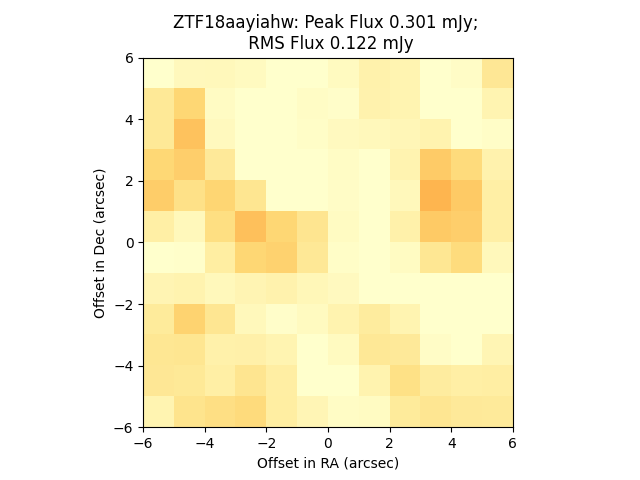 ZTF18aayiahw: Peak Flux 0.301 mJy;
RMS Flux 0.122 mJy
6
4
2
0
−2
−4
−6
Offset in Dec (arcsec)
−6 −4 −2 0 2 4 6
Offset in RA (arcsec)